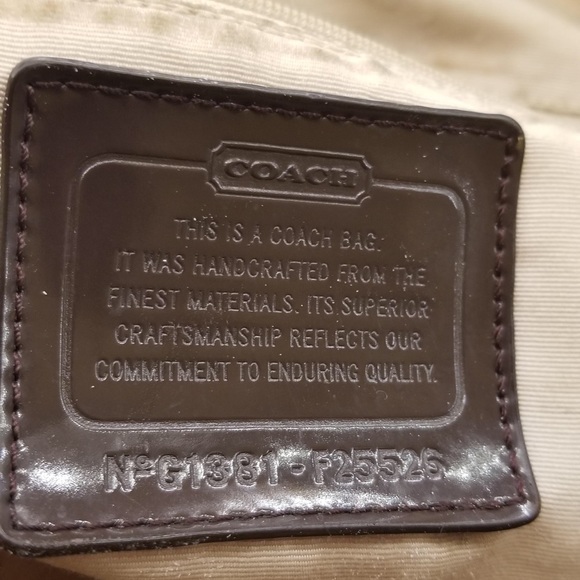 COACH
THIS IS A COACH BAG.
IT WAS HANDCRAFTED FROM THE
FINEST MATERIALS. ITS SUPERIOR
CRAFTSMANSHIP REFLECTS OUR
COMMITMENT TO ENDURING QUALITY.
Nº G1381-F25526